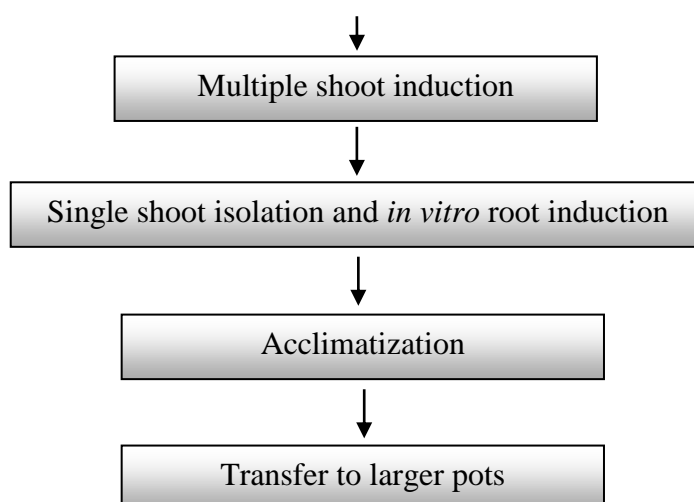 Multiple shoot induction
Single shoot isolation and in vitro root induction
Acclimatization
Transfer to larger pots